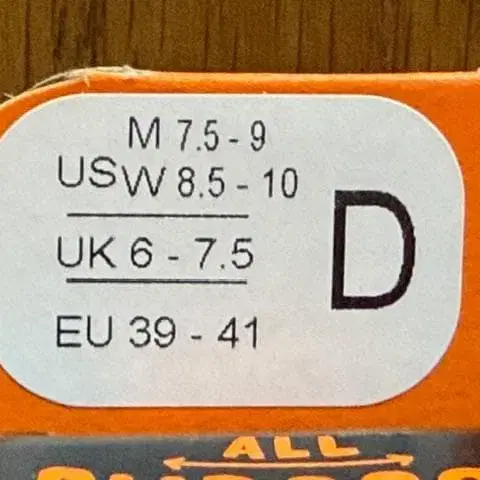 M 7.5 - 9
USW 8.5 - 10
UK 6 - 7.5
EU 39 - 41
D
ALL